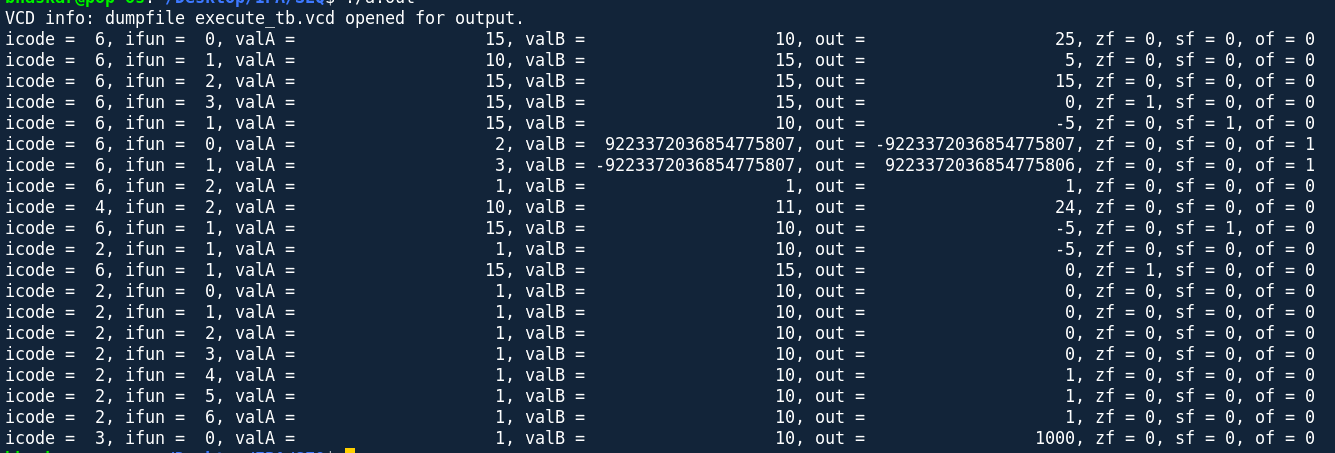 VCD info: dumpfile execute_tb.vcd opened for output.
icode =  6, ifun =  0, valA =                   15, valB =                   10, out =                   25, zf = 0, sf = 0, of = 0
icode =  6, ifun =  1, valA =                   10, valB =                   15, out =                    5, zf = 0, sf = 0, of = 0
icode =  6, ifun =  2, valA =                   15, valB =                   15, out =                   15, zf = 0, sf = 0, of = 0
icode =  6, ifun =  3, valA =                   15, valB =                   15, out =                    0, zf = 1, sf = 0, of = 0
icode =  6, ifun =  1, valA =                   15, valB =                   10, out =                   -5, zf = 0, sf = 1, of = 0
icode =  6, ifun =  0, valA =                    2, valB =  9223372036854775807, out = -9223372036854775807, zf = 0, sf = 0, of = 1
icode =  6, ifun =  1, valA =                    3, valB = -9223372036854775807, out =  9223372036854775806, zf = 0, sf = 0, of = 1
icode =  6, ifun =  2, valA =                    1, valB =                    1, out =                    1, zf = 0, sf = 0, of = 0
icode =  4, ifun =  2, valA =                   10, valB =                   11, out =                   24, zf = 0, sf = 0, of = 0
icode =  6, ifun =  1, valA =                   15, valB =                   10, out =                   -5, zf = 0, sf = 1, of = 0
icode =  2, ifun =  1, valA =                    1, valB =                   10, out =                   -5, zf = 0, sf = 0, of = 0
icode =  6, ifun =  1, valA =                   15, valB =                   15, out =                    0, zf = 1, sf = 0, of = 0
icode =  2, ifun =  0, valA =                    1, valB =                   10, out =                    0, zf = 0, sf = 0, of = 0
icode =  2, ifun =  1, valA =                    1, valB =                   10, out =                    0, zf = 0, sf = 0, of = 0
icode =  2, ifun =  2, valA =                    1, valB =                   10, out =                    0, zf = 0, sf = 0, of = 0
icode =  2, ifun =  3, valA =                    1, valB =                   10, out =                    0, zf = 0, sf = 0, of = 0
icode =  2, ifun =  4, valA =                    1, valB =                   10, out =                    1, zf = 0, sf = 0, of = 0
icode =  2, ifun =  5, valA =                    1, valB =                   10, out =                    1, zf = 0, sf = 0, of = 0
icode =  2, ifun =  6, valA =                    1, valB =                   10, out =                    1, zf = 0, sf = 0, of = 0
icode =  3, ifun =  0, valA =                    1, valB =                   10, out =                 1000, zf = 0, sf = 0, of = 0